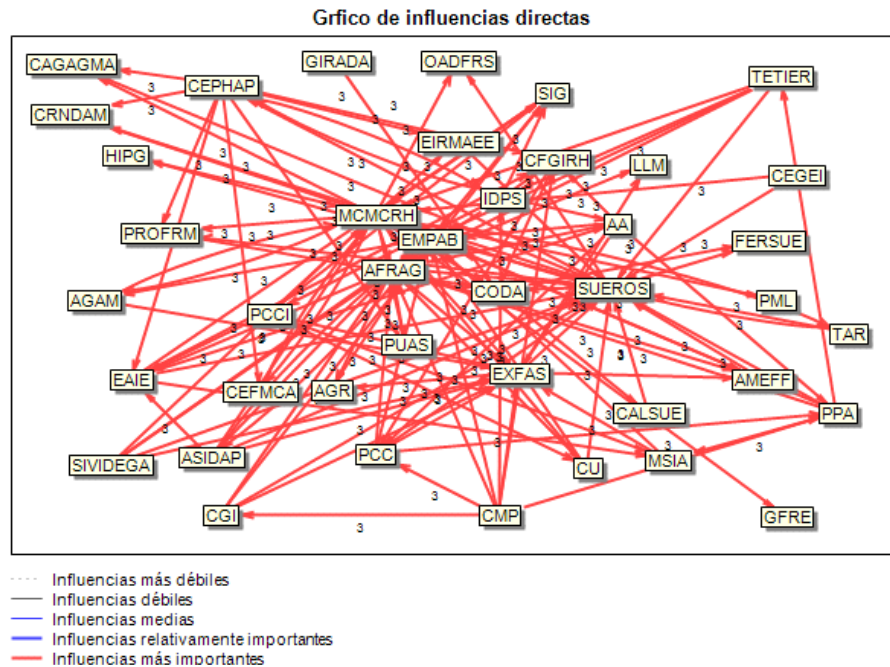 Grfico de influencias directas
CAGAGMA
CEPHAP
GIRADA
OADFRS
SIG
TETIER
CRNDAM
EIRMAEE
HIPG
CFGIRH
LLM
CEGEI
IDPS
MCMCRH
AA
PROFRM
EMPAB
FERSUE
AFRAG
AGAM
CODA
SUEROS
PML
PCCI
TAR
PUAS
EAIE
CEFMCA
AGR
EXFAS
AMEFF
CALSUE
PPA
SIVIDEGA
ASIDAP
PCC
CU
MSIA
CGI
CMP
GFRE
3
Influencias más débiles
Influencias débiles
Influencias medias
Influencias relativamente importantes
Influencias más importantes